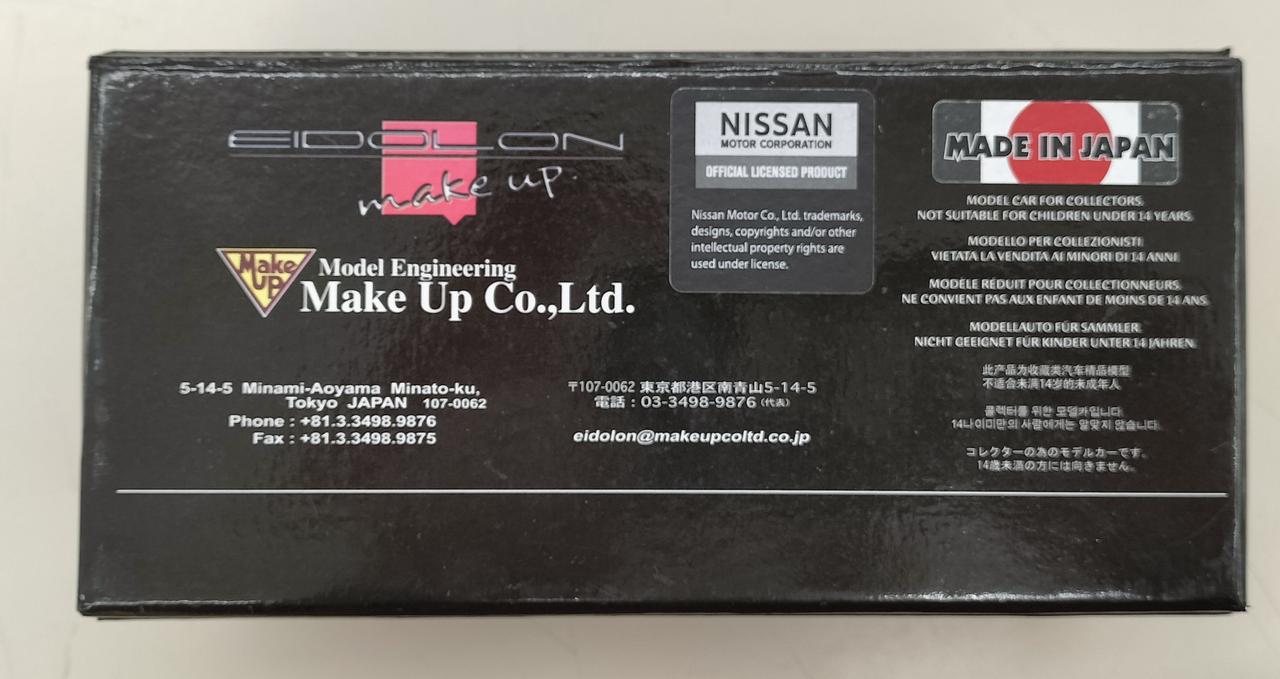 EIDOLON
make up.
Make
Up
Model Engineering
Make Up Co.,Ltd.
5-14-5 Minami-Aoyama Minato-ku,
Tokyo JAPAN 107-0062
Phone : +81.3.3498.9876
Fax : +81.3.3498.9875
〒107-0062 東京都港区南青山5-14-5
電話 : 03-3498-9876 (代表)
eidolon@makeupcoltd.co.jp
NISSAN
MOTOR CORPORATION
OFFICIAL LICENSED PRODUCT
Nissan Motor Co., Ltd. trademarks,
designs, copyrights and/or other
intellectual property rights are
used under license.
MADE IN JAPAN
MODEL CAR FOR COLLECTORS.
NOT SUITABLE FOR CHILDREN UNDER 14 YEARS.
MODELLO PER COLLEZIONISTI
VIETATA LA VENDITA AI MINORI DI 14 ANNI
MODÈLE RÉDUIT POUR COLLECTIONNEURS.
NE CONVIENT PAS AUX ENFANT DE MOINS DE 14 ANS.
MODELLAUTO FÜR SAMMLER.
NICHT GEEIGNET FÜR KINDER UNTER 14 JAHREN.
此产品为收藏类汽车精品模型
不适合未满14岁的未成年人
콜렉터를 위한 모델카입니다.
14나이미만의 사람에게는 알맞지 않습니다.
コレクターの為のモデルカーです。
14歳未満の方には向きません。